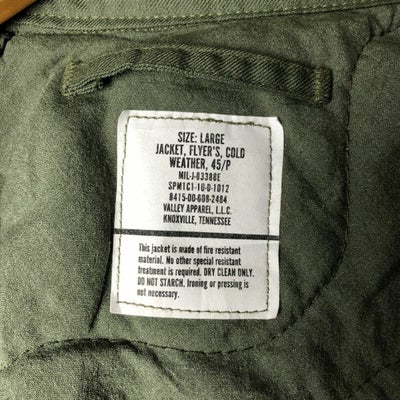 SIZE: LARGE
JACKET, FLYER'S, COLD
WEATHER, 45/P
MIL-J-83388E
SPM1C1-10-D-1012
8415-00-608-2404
VALLEY APPAREL, L.L.C.
KNOXVILLE, TENNESSEE
This jacket is made of fire resistant
material. No other special resistant
treatment is required. DRY CLEAN ONLY.
DO NOT STARCH. Ironing or pressing is
not necessary.